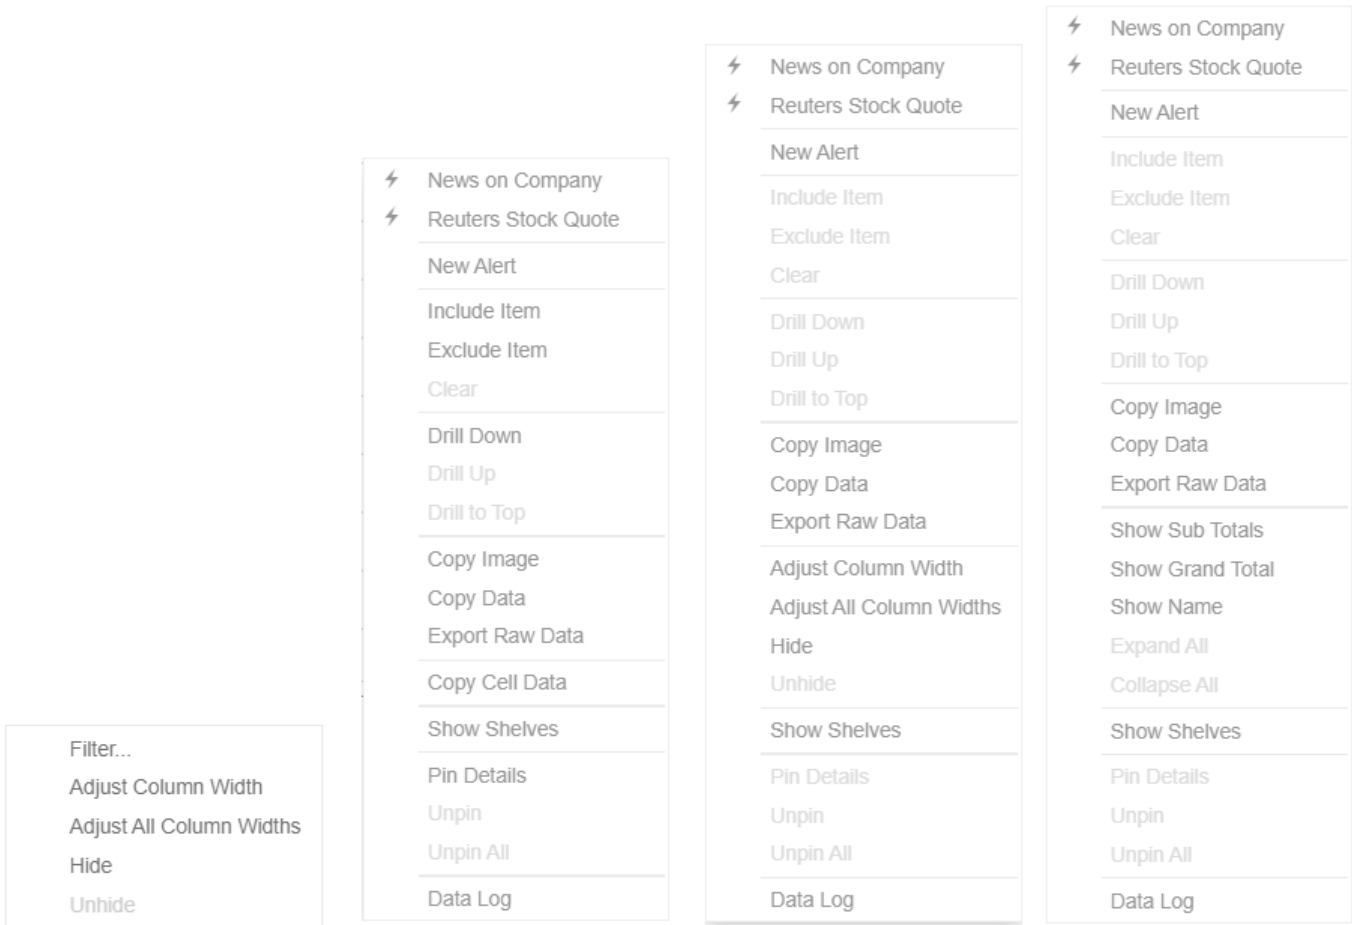 Filter...
Adjust Column Width
Adjust All Column Widths
Hide
Unhide
News on Company
Reuters Stock Quote
New Alert
Include Item
Exclude Item
Clear
Drill Down
Drill Up
Drill to Top
Copy Image
Copy Data
Export Raw Data
Copy Cell Data
Show Shelves
Pin Details
Unpin
Unpin All
Data Log
News on Company
Reuters Stock Quote
New Alert
Include Item
Exclude Item
Clear
Drill Down
Drill Up
Drill to Top
Copy Image
Copy Data
Export Raw Data
Adjust Column Width
Adjust All Column Widths
Hide
Unhide
Show Shelves
Pin Details
Unpin
Unpin All
Data Log
News on Company
Reuters Stock Quote
New Alert
Include Item
Exclude Item
Clear
Drill Down
Drill Up
Drill to Top
Copy Image
Copy Data
Export Raw Data
Show Sub Totals
Show Grand Total
Show Name
Expand All
Collapse All
Show Shelves
Pin Details
Unpin
Unpin All
Data Log